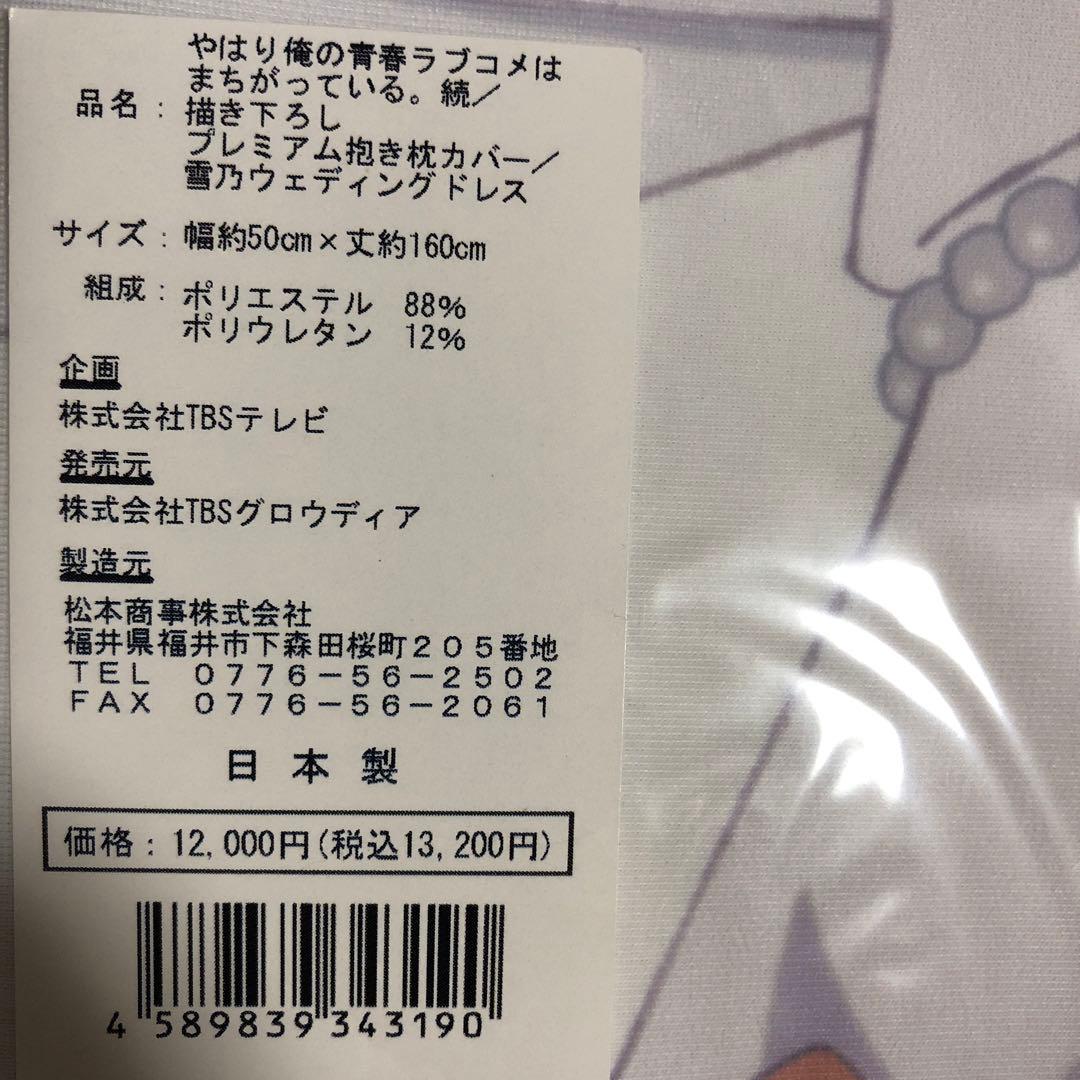 やはり俺の青春ラブコメは
まちがっている。続／
品名：描き下ろし
プレミアム抱き枕カバー／
雪乃ウェディングドレス
サイズ：幅約50cm×丈約160cm
組成：ポリエステル 88%
ポリウレタン 12%
企画
株式会社TBSテレビ
発売元
株式会社TBSグロウディア
製造元
松本商事株式会社
福井県福井市下森田桜町２０５番地
ＴＥＬ ０７７６－５６－２５０２
ＦＡＸ ０７７６－５６－２０６１
日本製
価格：12,000円(税込13,200円)
4 589839 343190